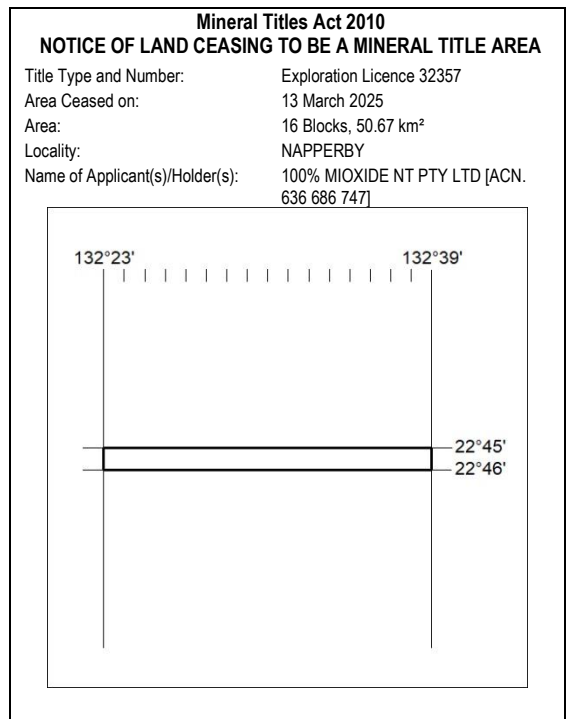 Mineral Titles Act 2010
NOTICE OF LAND CEASING TO BE A MINERAL TITLE AREA
Title Type and Number: Exploration Licence 32357
Area Ceased on: 13 March 2025
Area: 16 Blocks, 50.67 km²
Locality: NAPPERBY
Name of Applicant(s)/Holder(s): 100% MIOXIDE NT PTY LTD [ACN.
636 686 747]
132°23' 132°39'
22°45'
22°46'